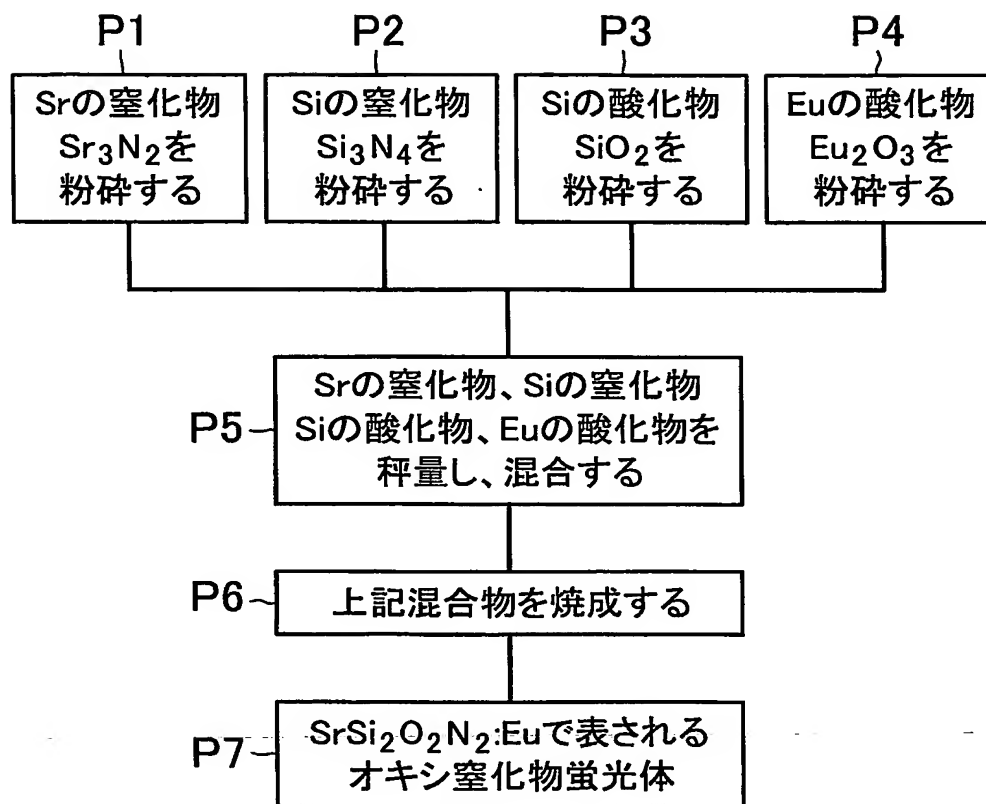 P1
P2
P3
P4
Srの窒化物
Sr₃N₂を
粉砕する
Siの窒化物
Si₃N₄を
粉砕する
Siの酸化物
SiO₂を
粉砕する
Euの酸化物
Eu₂O₃を
粉砕する
P5
Srの窒化物、Siの窒化物
Siの酸化物、Euの酸化物を
秤量し、混合する
P6
上記混合物を焼成する
P7
SrSi₂O₂N₂:Euで表される
オキシ窒化物蛍光体